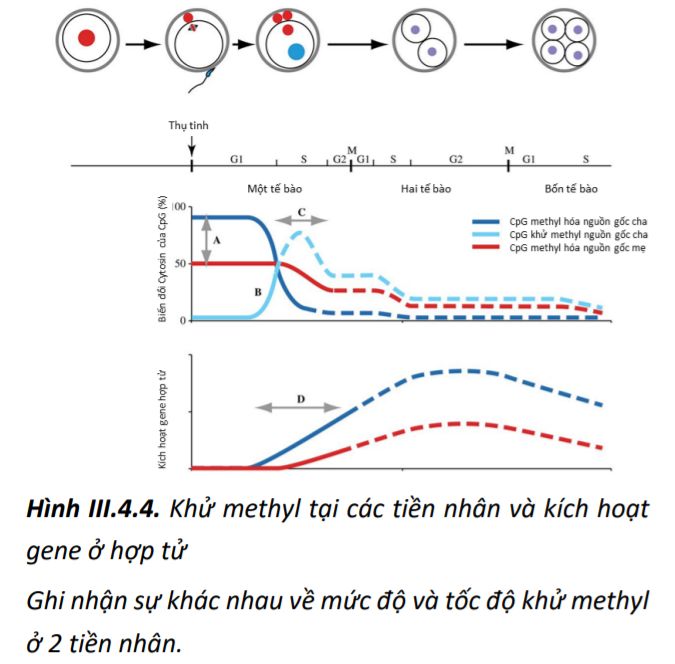 Thụ tinh
G1 S G2 M G1 S G2 M G1 S
Một tế bào Hai tế bào Bốn tế bào
Biến đổi Cytosin của CpG (%)
100
50
0
A
B
C
CpG methyl hóa nguồn gốc cha
CpG khử methyl nguồn gốc cha
CpG methyl hóa nguồn gốc mẹ
Kích hoạt gene hợp tử
D
Hình III.4.4. Khử methyl tại các tiền nhân và kích hoạt
gene ở hợp tử
Ghi nhận sự khác nhau về mức độ và tốc độ khử methyl
ở 2 tiền nhân.